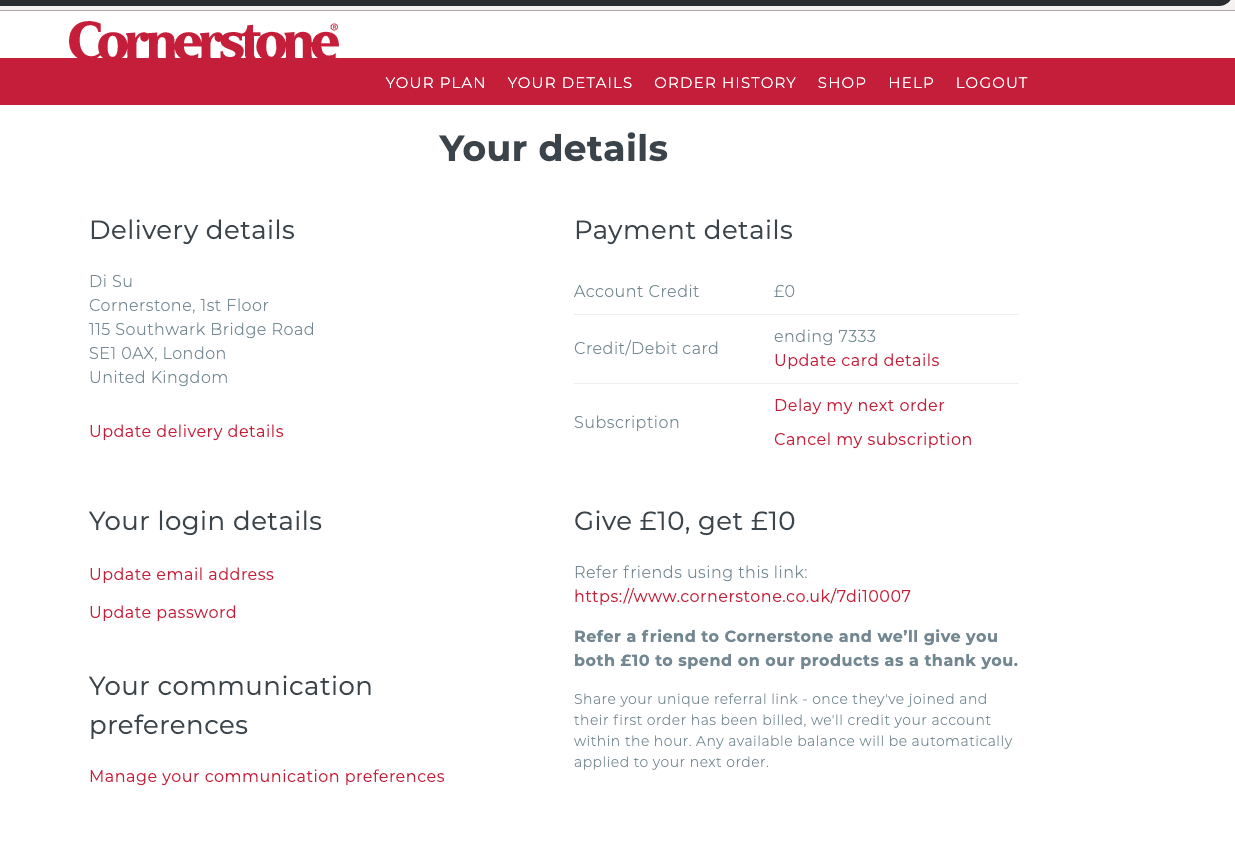 Cornerstone®
YOUR PLAN YOUR DETAILS ORDER HISTORY SHOP HELP LOGOUT
Your details
Delivery details
Di Su
Cornerstone, 1st Floor
115 Southwark Bridge Road
SE1 0AX, London
United Kingdom
Update delivery details
Payment details
Account Credit £0
Credit/Debit card ending 7333
Update card details
Subscription Delay my next order
Cancel my subscription
Your login details
Update email address
Update password
Your communication
preferences
Manage your communication preferences
Give £10, get £10
Refer friends using this link:
https://www.cornerstone.co.uk/7di10007
Refer a friend to Cornerstone and we’ll give you
both £10 to spend on our products as a thank you.
Share your unique referral link - once they've joined and
their first order has been billed, we'll credit your account
within the hour. Any available balance will be automatically
applied to your next order.